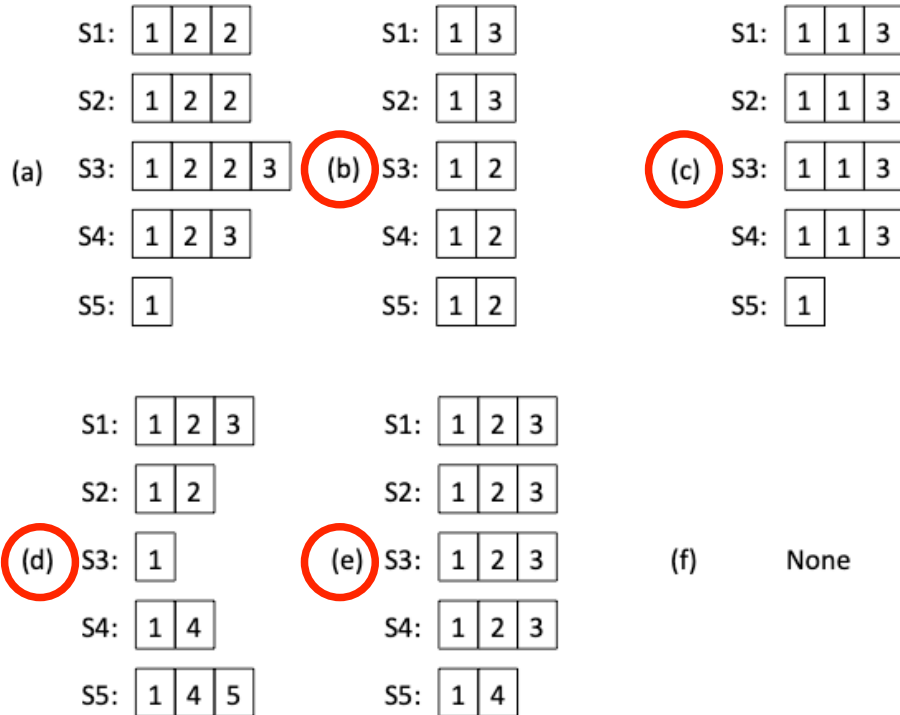 S1: 1 2 2 S1: 1 3 S1: 1 1 3
S2: 1 2 2 S2: 1 3 S2: 1 1 3
(a) S3: 1 2 2 3 (b) S3: 1 2 (c) S3: 1 1 3
S4: 1 2 3 S4: 1 2 S4: 1 1 3
S5: 1 S5: 1 2 S5: 1
S1: 1 2 3 S1: 1 2 3
S2: 1 2 S2: 1 2 3
(d) S3: 1 (e) S3: 1 2 3 (f) None
S4: 1 4 S4: 1 2 3
S5: 1 4 5 S5: 1 4